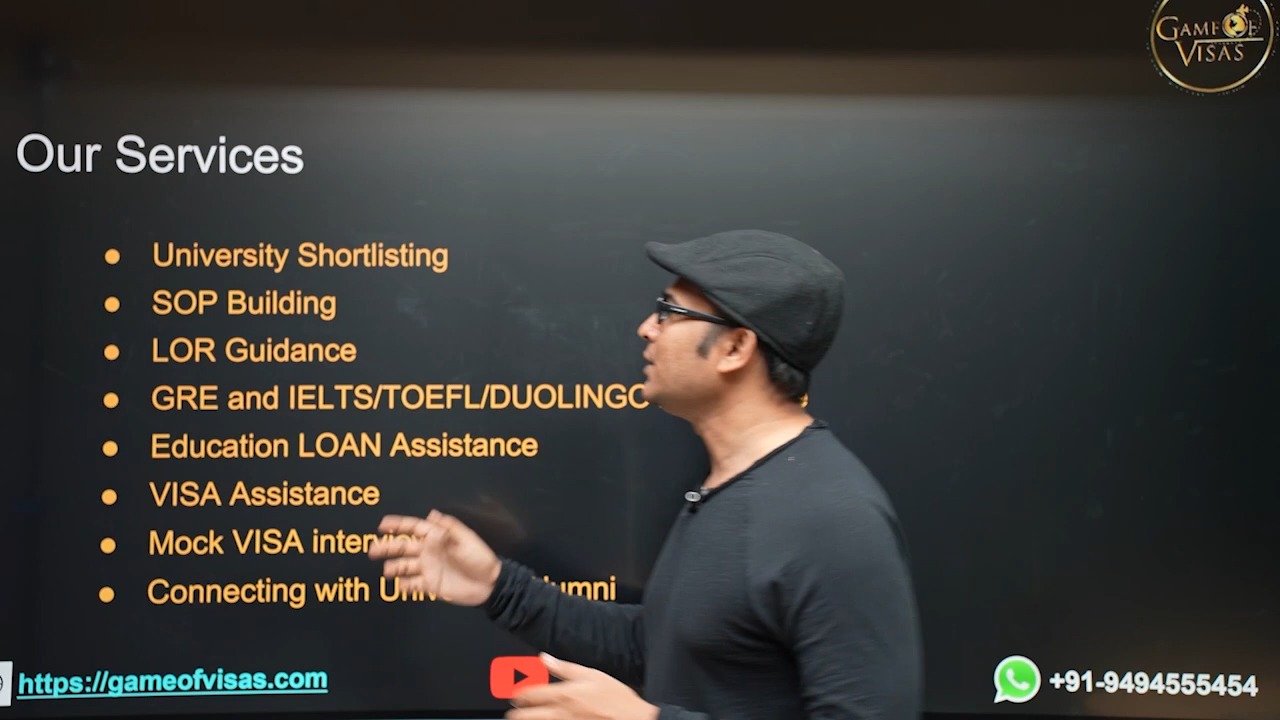 GAME OF
VISAS
Our Services
University Shortlisting
SOP Building
LOR Guidance
GRE and IELTS/TOEFL/DUOLINGO
Education LOAN Assistance
VISA Assistance
Mock VISA
Connecting with
https://gameofvisas.com
+91-9494555454